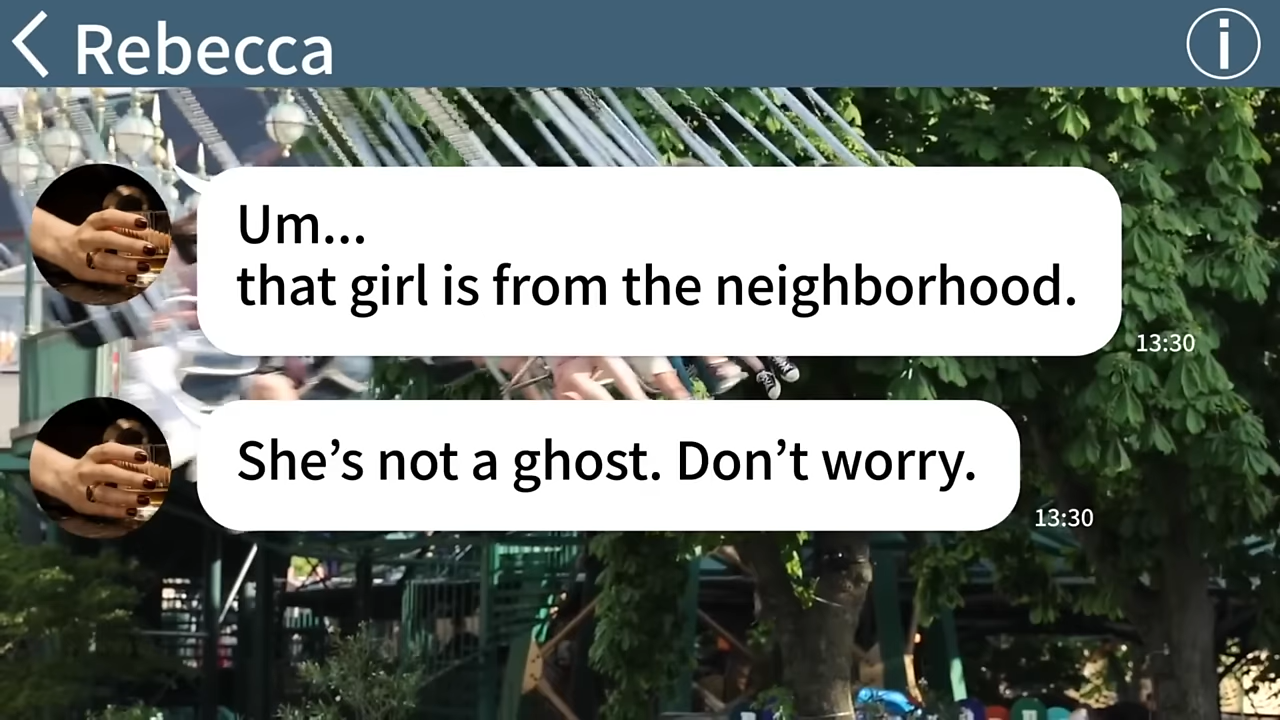 Rebecca
Um...
that girl is from the neighborhood.
13:30
She’s not a ghost. Don’t worry.
13:30